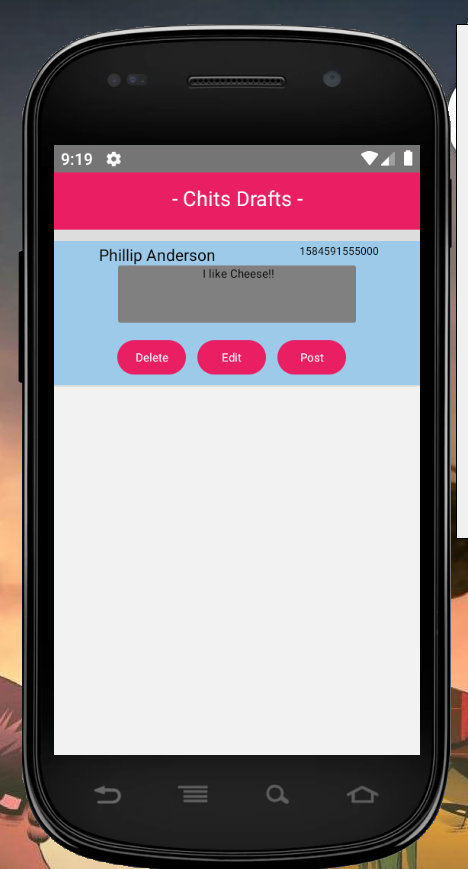 9:19
- Chits Drafts -
Phillip Anderson 1584591555000
I like Cheese!!
Delete Edit Post